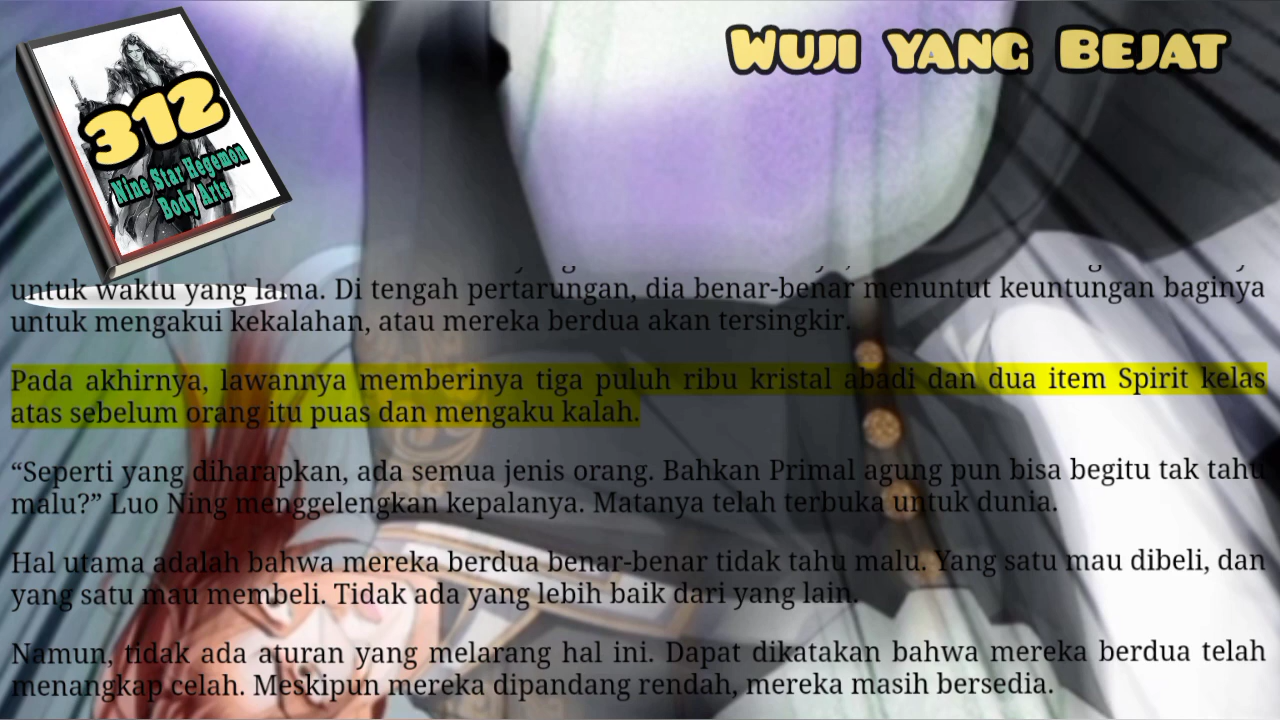 312
Nine Star Hegemon
Body Arts
Wuji yang Bejat
untuk waktu yang lama. Di tengah pertarungan, dia benar-benar menuntut keuntungan baginya
untuk mengakui kekalahan, atau mereka berdua akan tersingkir.
Pada akhirnya, lawannya memberinya tiga puluh ribu kristal abadi dan dua item Spirit kelas
atas sebelum orang itu puas dan mengaku kalah.
“Seperti yang diharapkan, ada semua jenis orang. Bahkan Primal agung pun bisa begitu tak tahu
malu?” Luo Ning menggelengkan kepalanya. Matanya telah terbuka untuk dunia.
Hal utama adalah bahwa mereka berdua benar-benar tidak tahu malu. Yang satu mau dibeli, dan
yang satu mau membeli. Tidak ada yang lebih baik dari yang lain.
Namun, tidak ada aturan yang melarang hal ini. Dapat dikatakan bahwa mereka berdua telah
menangkap celah. Meskipun mereka dipandang rendah, mereka masih bersedia.